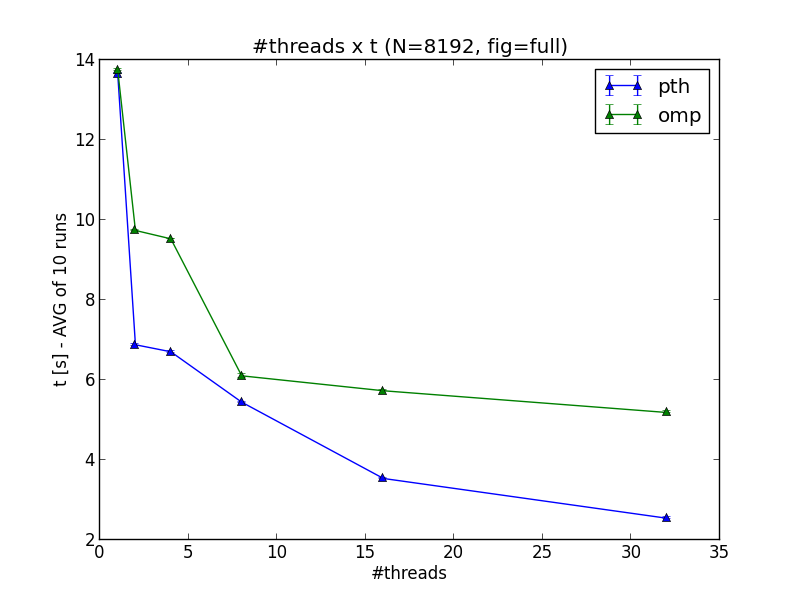 #threads x t (N=8192, fig=full)
pth
omp
t [s] - AVG of 10 runs
14
12
10
8
6
4
2
0 5 10 15 20 25 30 35
#threads